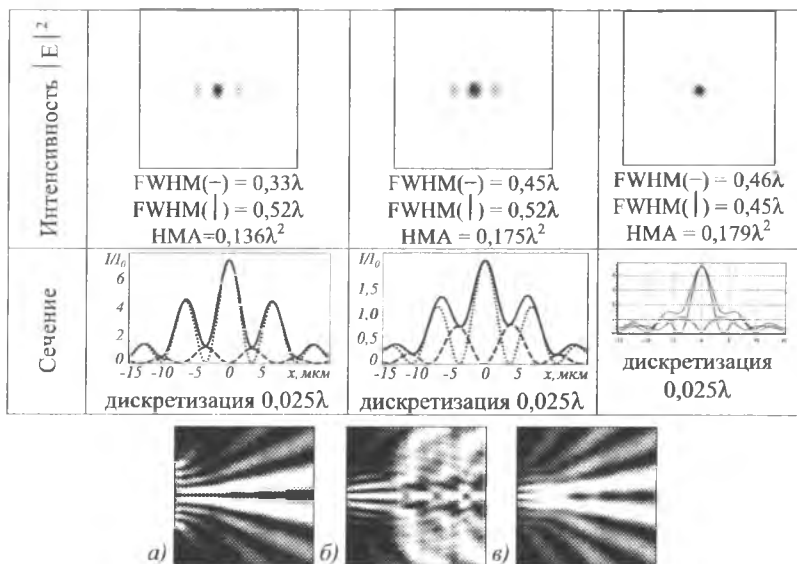 Интенсивность |E|²
FWHM(−) = 0,33λ
FWHM(|) = 0,52λ
HMA=0,136λ²
FWHM(−) = 0,45λ
FWHM(|) = 0,52λ
HMA = 0,175λ²
FWHM(−) = 0,46λ
FWHM(|) = 0,45λ
HMA = 0,179λ²
Сечение
I/I₀
6
4
2
0
-15 -10 -5 0 5 x, мкм
дискретизация 0,025λ
I/I₀
1,5
1,0
0,5
0
-15 -10 -5 0 5 x, мкм
дискретизация 0,025λ
дискретизация
0,025λ
а) б) в)